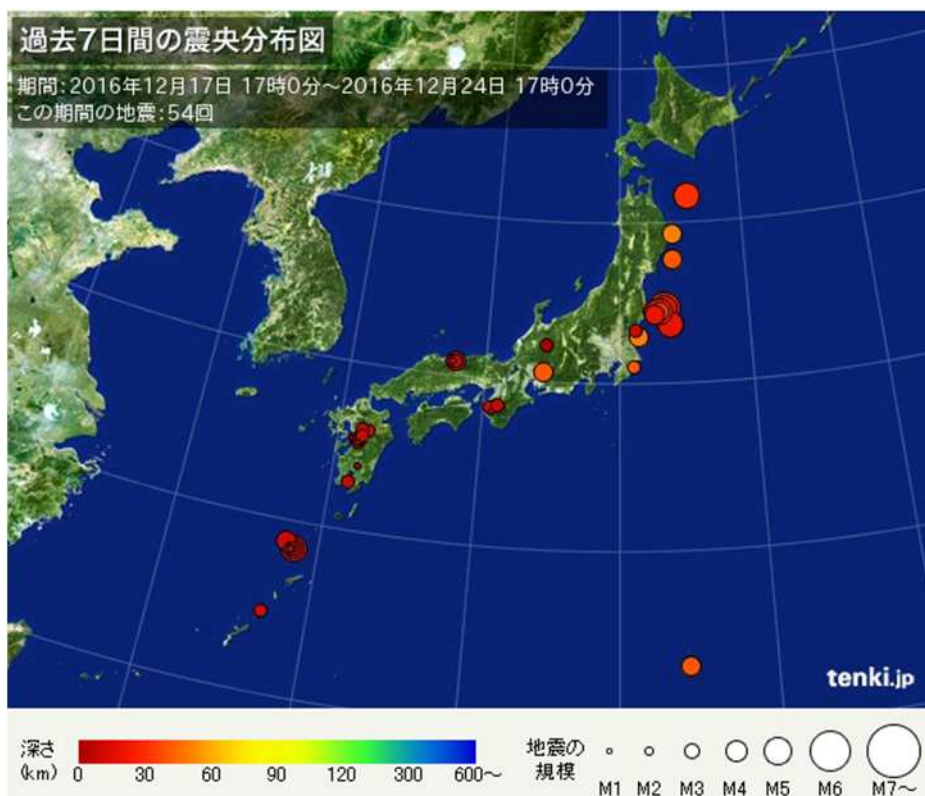 過去7日間の震央分布図
期間:2016年12月17日 17時0分～2016年12月24日 17時0分
この期間の地震:54回
tenki.jp
深さ
(km)
0 30 60 90 120 300 600～
地震の
規模
M1 M2 M3 M4 M5 M6 M7～